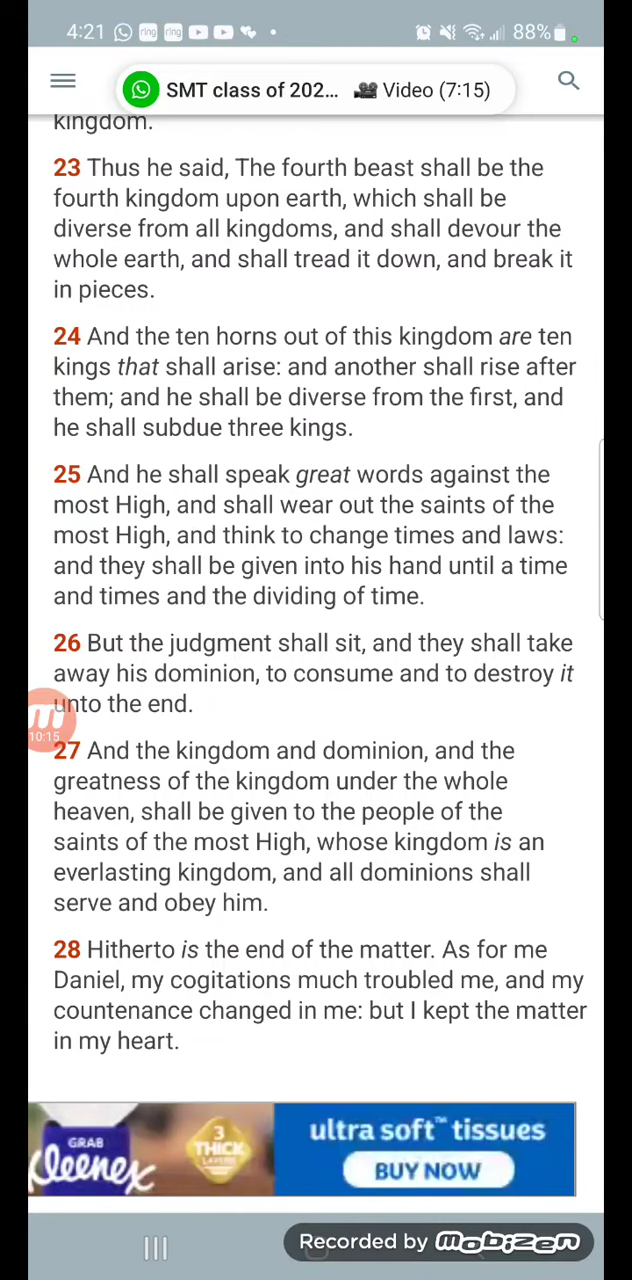 4:21 ring ring 88%
SMT class of 202... Video (7:15)
kingdom.
23 Thus he said, The fourth beast shall be the
fourth kingdom upon earth, which shall be
diverse from all kingdoms, and shall devour the
whole earth, and shall tread it down, and break it
in pieces.
24 And the ten horns out of this kingdom are ten
kings that shall arise: and another shall rise after
them; and he shall be diverse from the first, and
he shall subdue three kings.
25 And he shall speak great words against the
most High, and shall wear out the saints of the
most High, and think to change times and laws:
and they shall be given into his hand until a time
and times and the dividing of time.
26 But the judgment shall sit, and they shall take
away his dominion, to consume and to destroy it
unto the end.
m
10:15
27 And the kingdom and dominion, and the
greatness of the kingdom under the whole
heaven, shall be given to the people of the
saints of the most High, whose kingdom is an
everlasting kingdom, and all dominions shall
serve and obey him.
28 Hitherto is the end of the matter. As for me
Daniel, my cogitations much troubled me, and my
countenance changed in me: but I kept the matter
in my heart.
GRAB
Kleenex
3
THICK
LAYERS
ultra soft™ tissues
BUY NOW
Recorded by mobizen